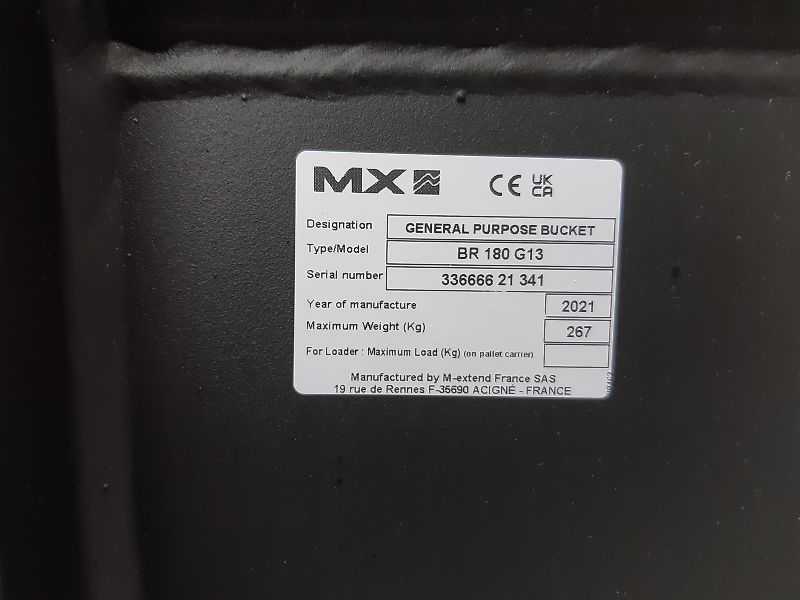 MX CE UK CA
Designation GENERAL PURPOSE BUCKET
Type/Model BR 180 G13
Serial number 336666 21 341
Year of manufacture 2021
Maximum Weight (Kg) 267
For Loader : Maximum Load (Kg) (on pallet carrier)
Manufactured by M-extend France SAS
19 rue de Rennes F-35690 ACIGNÉ - FRANCE